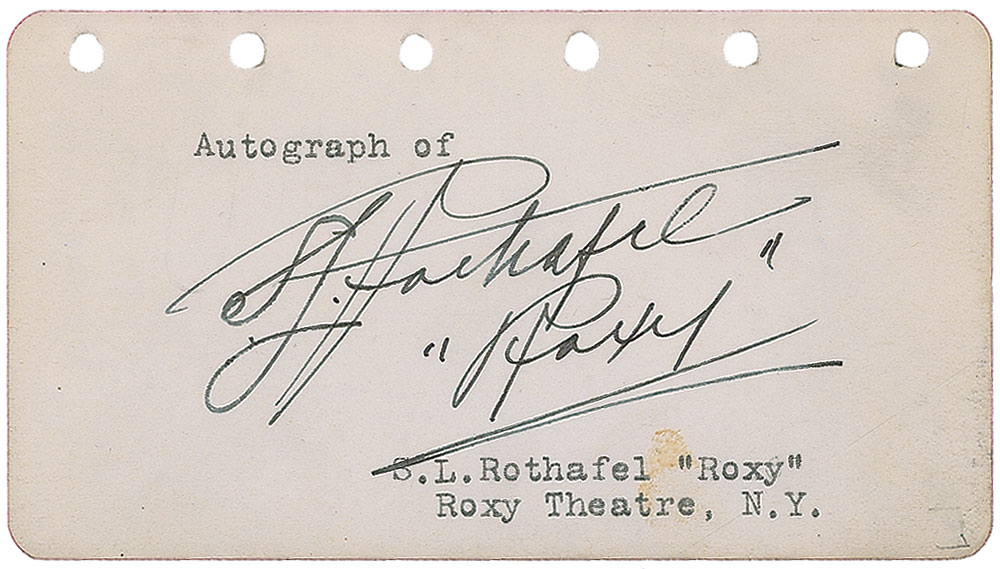 Autograph of
S. L. Rothafel
"Roxy"
S.L.Rothafel "Roxy"
Roxy Theatre, N.Y.